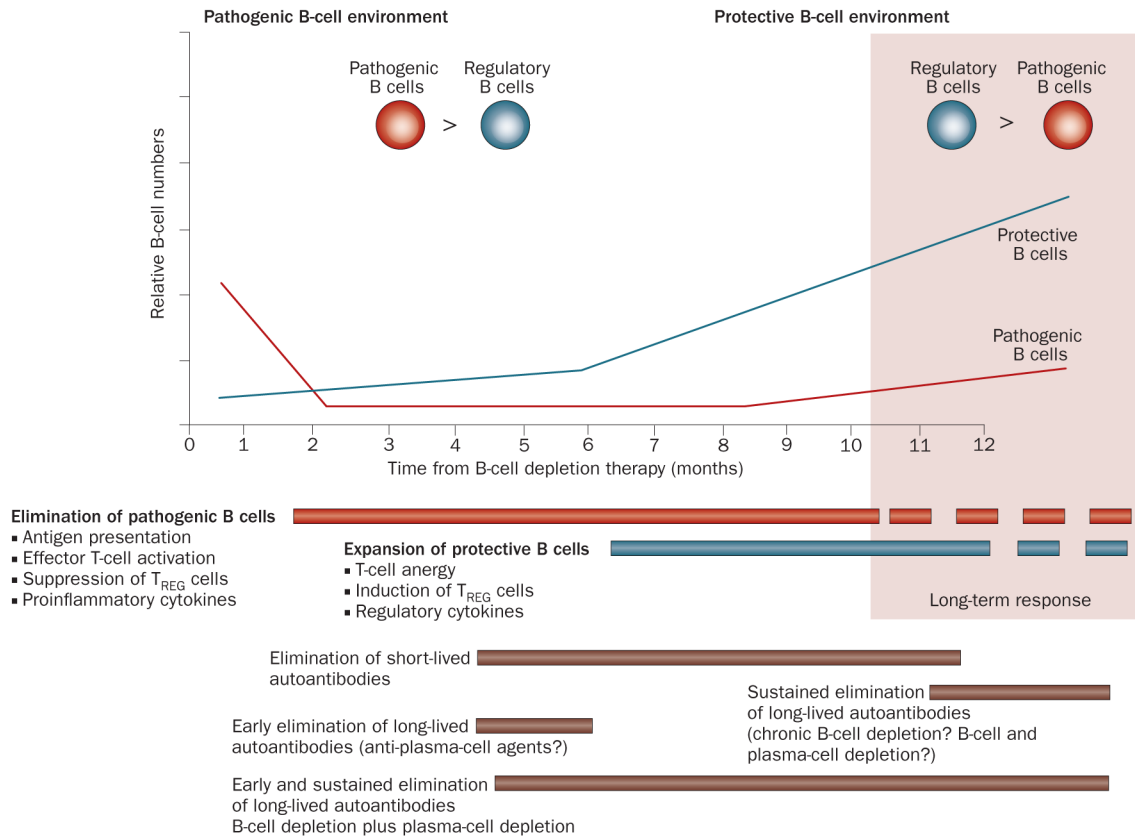 Pathogenic B-cell environment
Protective B-cell environment
Pathogenic
B cells
Regulatory
B cells
>
Regulatory
B cells
Pathogenic
B cells
>
Relative B-cell numbers
Protective
B cells
Pathogenic
B cells
0 1 2 3 4 5 6 7 8 9 10 11 12
Time from B-cell depletion therapy (months)
Elimination of pathogenic B cells
▪ Antigen presentation
▪ Effector T-cell activation
▪ Suppression of TREG cells
▪ Proinflammatory cytokines
Expansion of protective B cells
▪ T-cell anergy
▪ Induction of TREG cells
▪ Regulatory cytokines
Long-term response
Elimination of short-lived
autoantibodies
Sustained elimination
of long-lived autoantibodies
(chronic B-cell depletion? B-cell and
plasma-cell depletion?)
Early elimination of long-lived
autoantibodies (anti-plasma-cell agents?)
Early and sustained elimination
of long-lived autoantibodies
B-cell depletion plus plasma-cell depletion